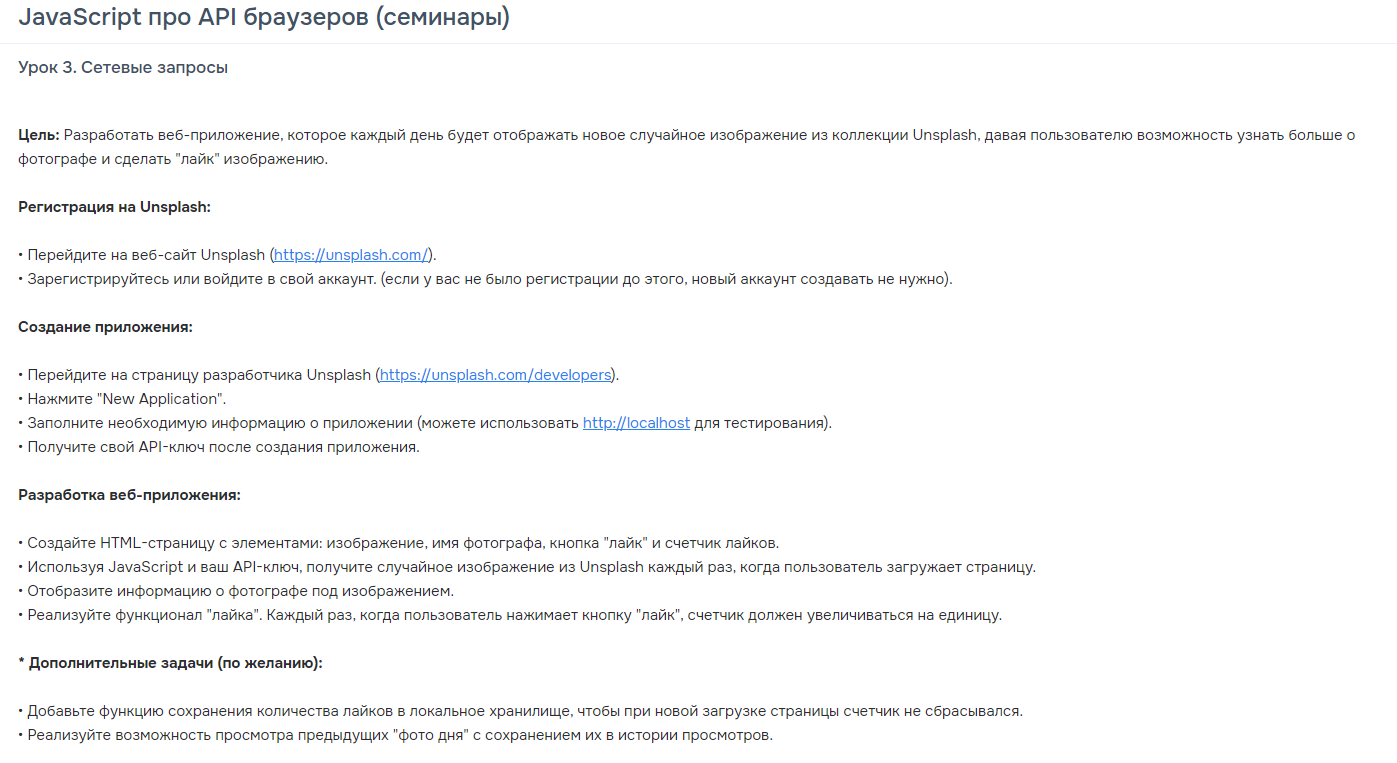 JavaScript про API браузеров (семинары)
Урок 3. Сетевые запросы
Цель: Разработать веб-приложение, которое каждый день будет отображать новое случайное изображение из коллекции Unsplash, давая пользователю возможность узнать больше о
фотографе и сделать "лайк" изображению.
Регистрация на Unsplash:
• Перейдите на веб-сайт Unsplash (https://unsplash.com/).
• Зарегистрируйтесь или войдите в свой аккаунт. (если у вас не было регистрации до этого, новый аккаунт создавать не нужно).
Создание приложения:
• Перейдите на страницу разработчика Unsplash (https://unsplash.com/developers).
• Нажмите "New Application".
• Заполните необходимую информацию о приложении (можете использовать http://localhost для тестирования).
• Получите свой API-ключ после создания приложения.
Разработка веб-приложения:
• Создайте HTML-страницу с элементами: изображение, имя фотографа, кнопка "лайк" и счетчик лайков.
• Используя JavaScript и ваш API-ключ, получите случайное изображение из Unsplash каждый раз, когда пользователь загружает страницу.
• Отобразите информацию о фотографе под изображением.
• Реализуйте функционал "лайка". Каждый раз, когда пользователь нажимает кнопку "лайк", счетчик должен увеличиваться на единицу.
* Дополнительные задачи (по желанию):
• Добавьте функцию сохранения количества лайков в локальное хранилище, чтобы при новой загрузке страницы счетчик не сбрасывался.
• Реализуйте возможность просмотра предыдущих "фото дня" с сохранением их в истории просмотров.